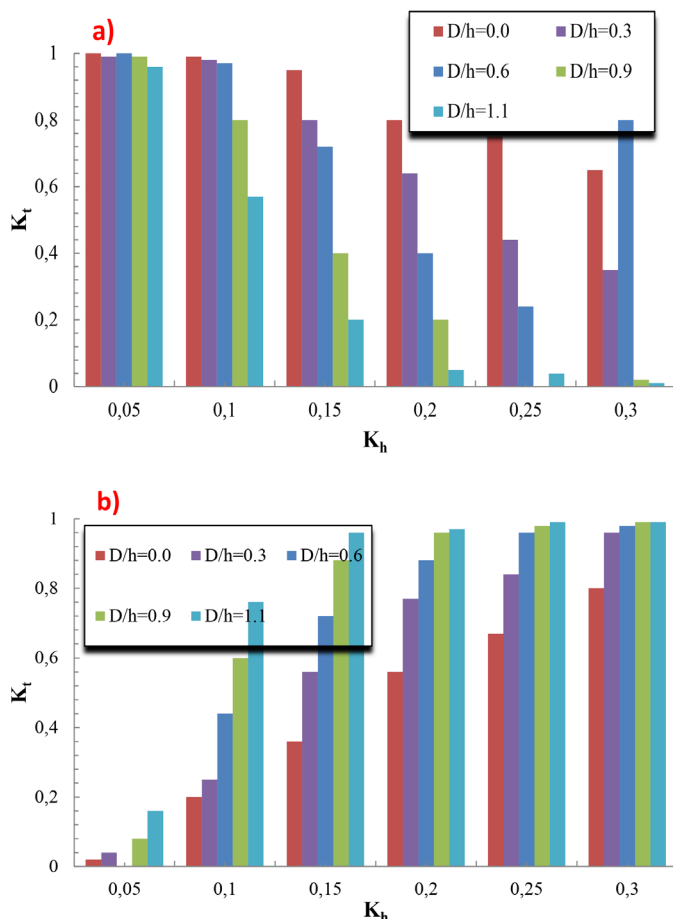 a)
D/h=0.0 D/h=0.3
D/h=0.6 D/h=0.9
D/h=1.1
1
0,8
0,6
0,4
0,2
0
Kt
0,05 0,1 0,15 0,2 0,25 0,3
Kh
b)
D/h=0.0 D/h=0.3 D/h=0.6
D/h=0.9 D/h=1.1
1
0,8
0,6
0,4
0,2
0
Kt
0,05 0,1 0,15 0,2 0,25 0,3
Kh